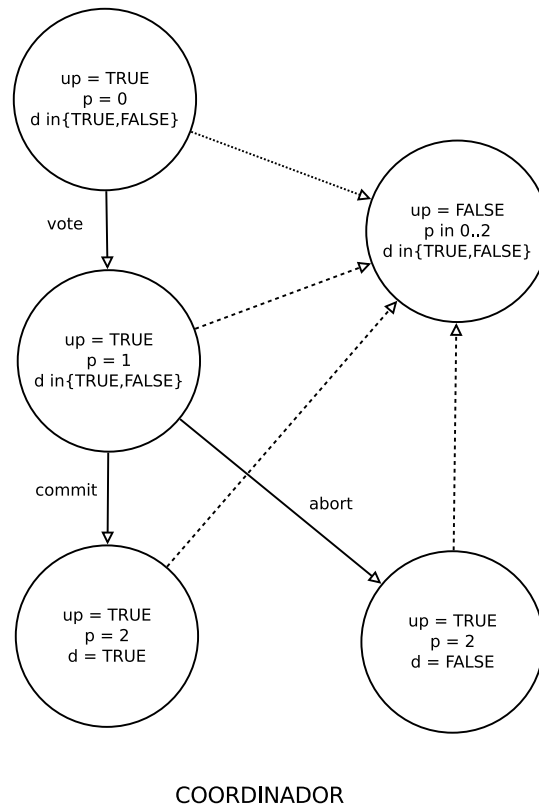 up = TRUE
p = 0
d in{TRUE,FALSE}
up = FALSE
p in 0..2
d in{TRUE,FALSE}
vote
up = TRUE
p = 1
d in{TRUE,FALSE}
commit
abort
up = TRUE
p = 2
d = TRUE
up = TRUE
p = 2
d = FALSE
COORDINADOR